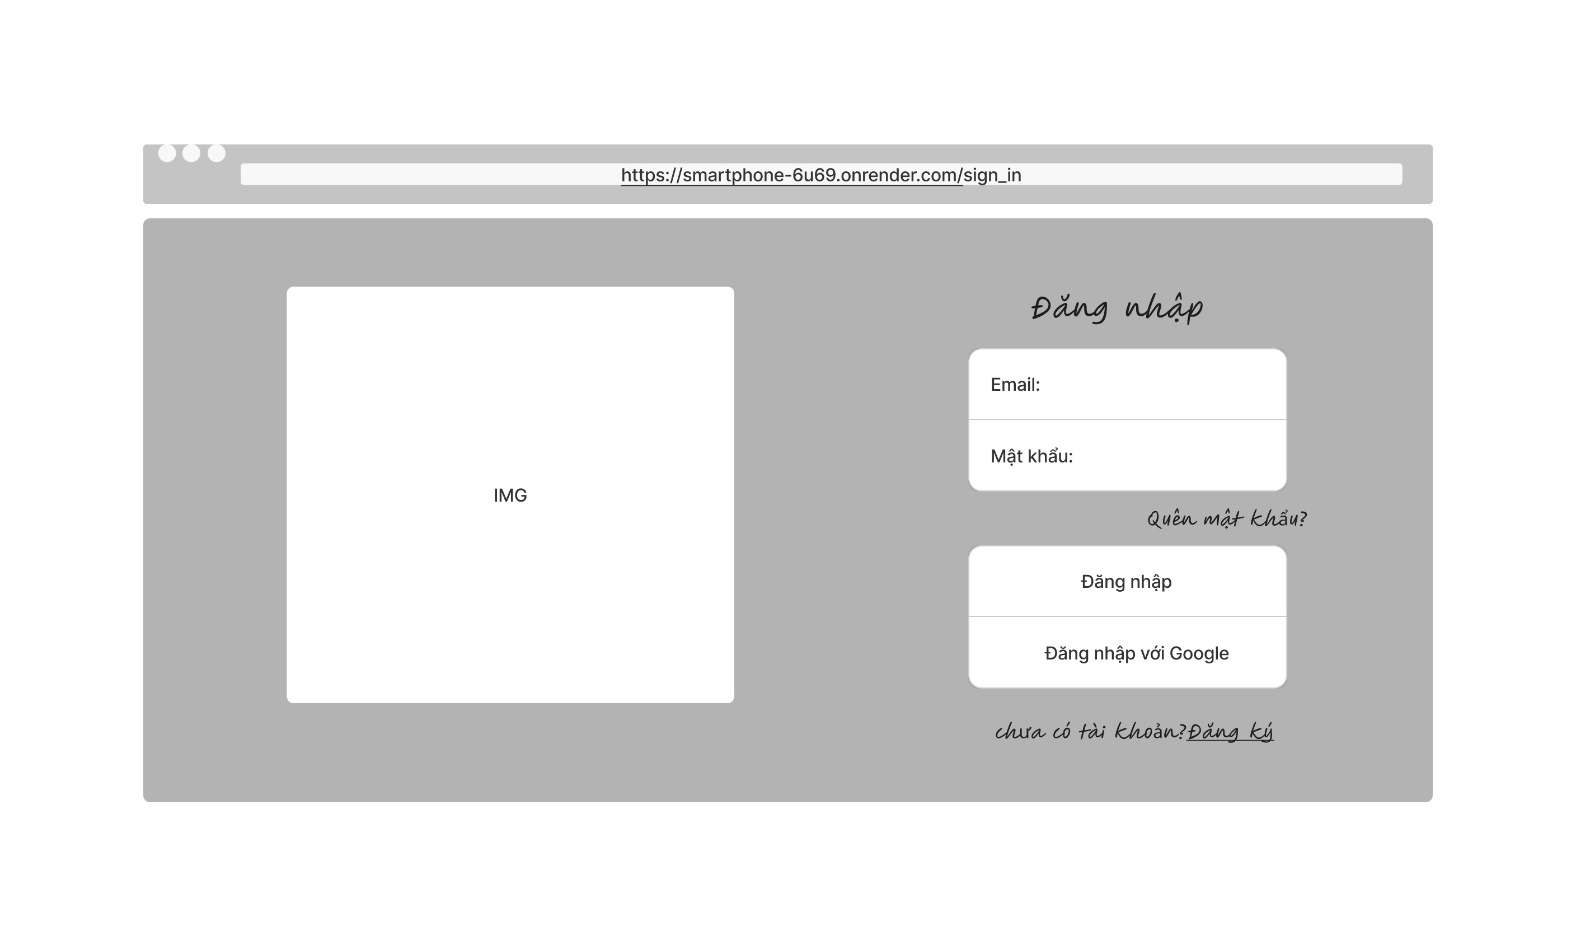 https://smartphone-6u69.onrender.com/sign_in
IMG
Đăng nhập
Email:
Mật khẩu:
Quên mật khẩu?
Đăng nhập
Đăng nhập với Google
chưa có tài khoản?Đăng ký